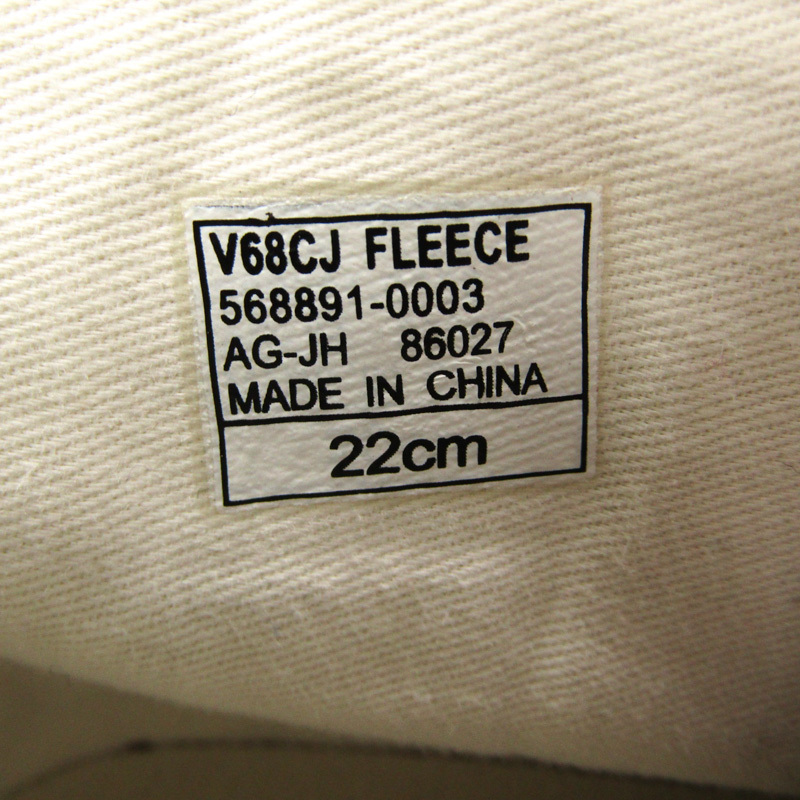 V68CJ FLEECE
568891-0003
AG-JH 86027
MADE IN CHINA
22cm